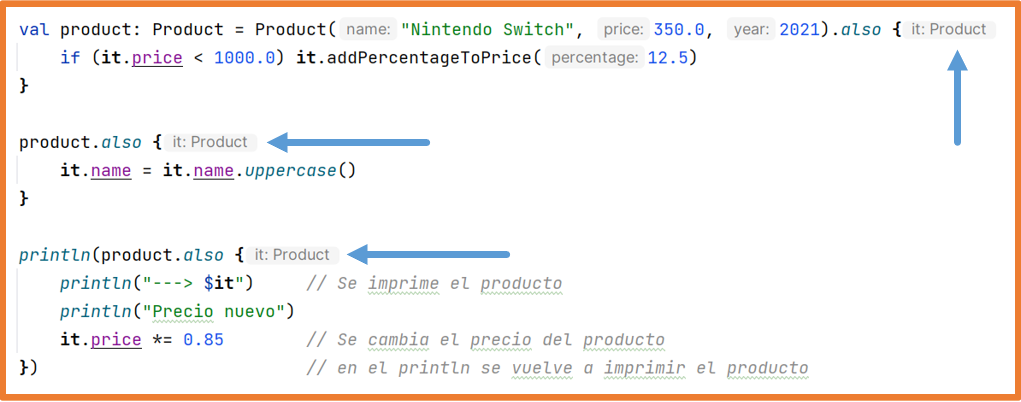 val product: Product = Product( name: "Nintendo Switch", price: 350.0, year: 2021).also { it: Product
if (it.price < 1000.0) it.addPercentageToPrice( percentage: 12.5)
}
product.also { it: Product
it.name = it.name.uppercase()
}
println(product.also { it: Product
println("---> $it") // Se imprime el producto
println("Precio nuevo")
it.price *= 0.85 // Se cambia el precio del producto
}) // en el println se vuelve a imprimir el producto